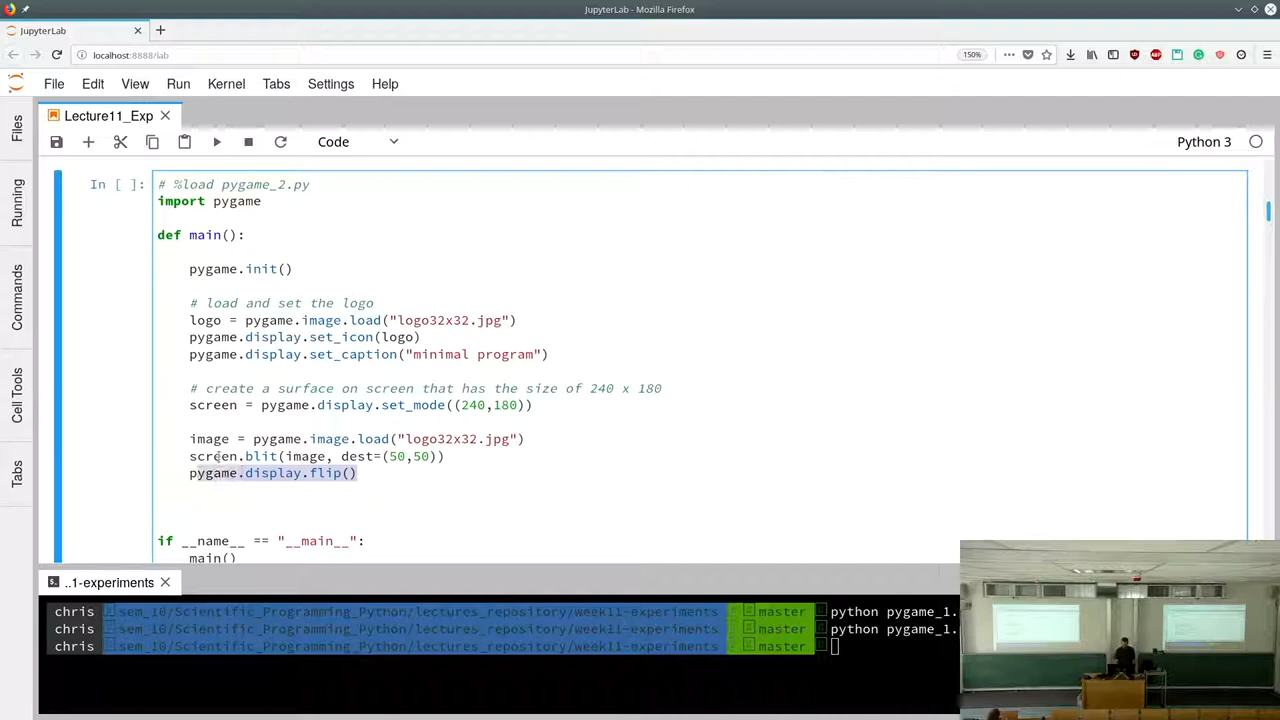 JupyterLab - Mozilla Firefox
JupyterLab
localhost:8888/lab
150%
File Edit View Run Kernel Tabs Settings Help
Lecture11_Exp
Code
Python 3
Files
Running
Commands
Cell Tools
Tabs
In [ ]:
# %load pygame_2.py
import pygame
def main():
pygame.init()
# load and set the logo
logo = pygame.image.load("logo32x32.jpg")
pygame.display.set_icon(logo)
pygame.display.set_caption("minimal program")
# create a surface on screen that has the size of 240 x 180
screen = pygame.display.set_mode((240,180))
image = pygame.image.load("logo32x32.jpg")
screen.blit(image, dest=(50,50))
pygame.display.flip()
if __name__ == "__main__":
main()
..1-experiments
chris sem_10/Scientific_Programming_Python/lectures_repository/week11-experiments master python pygame_1.
chris sem_10/Scientific_Programming_Python/lectures_repository/week11-experiments master python pygame_1.
chris sem_10/Scientific_Programming_Python/lectures_repository/week11-experiments master